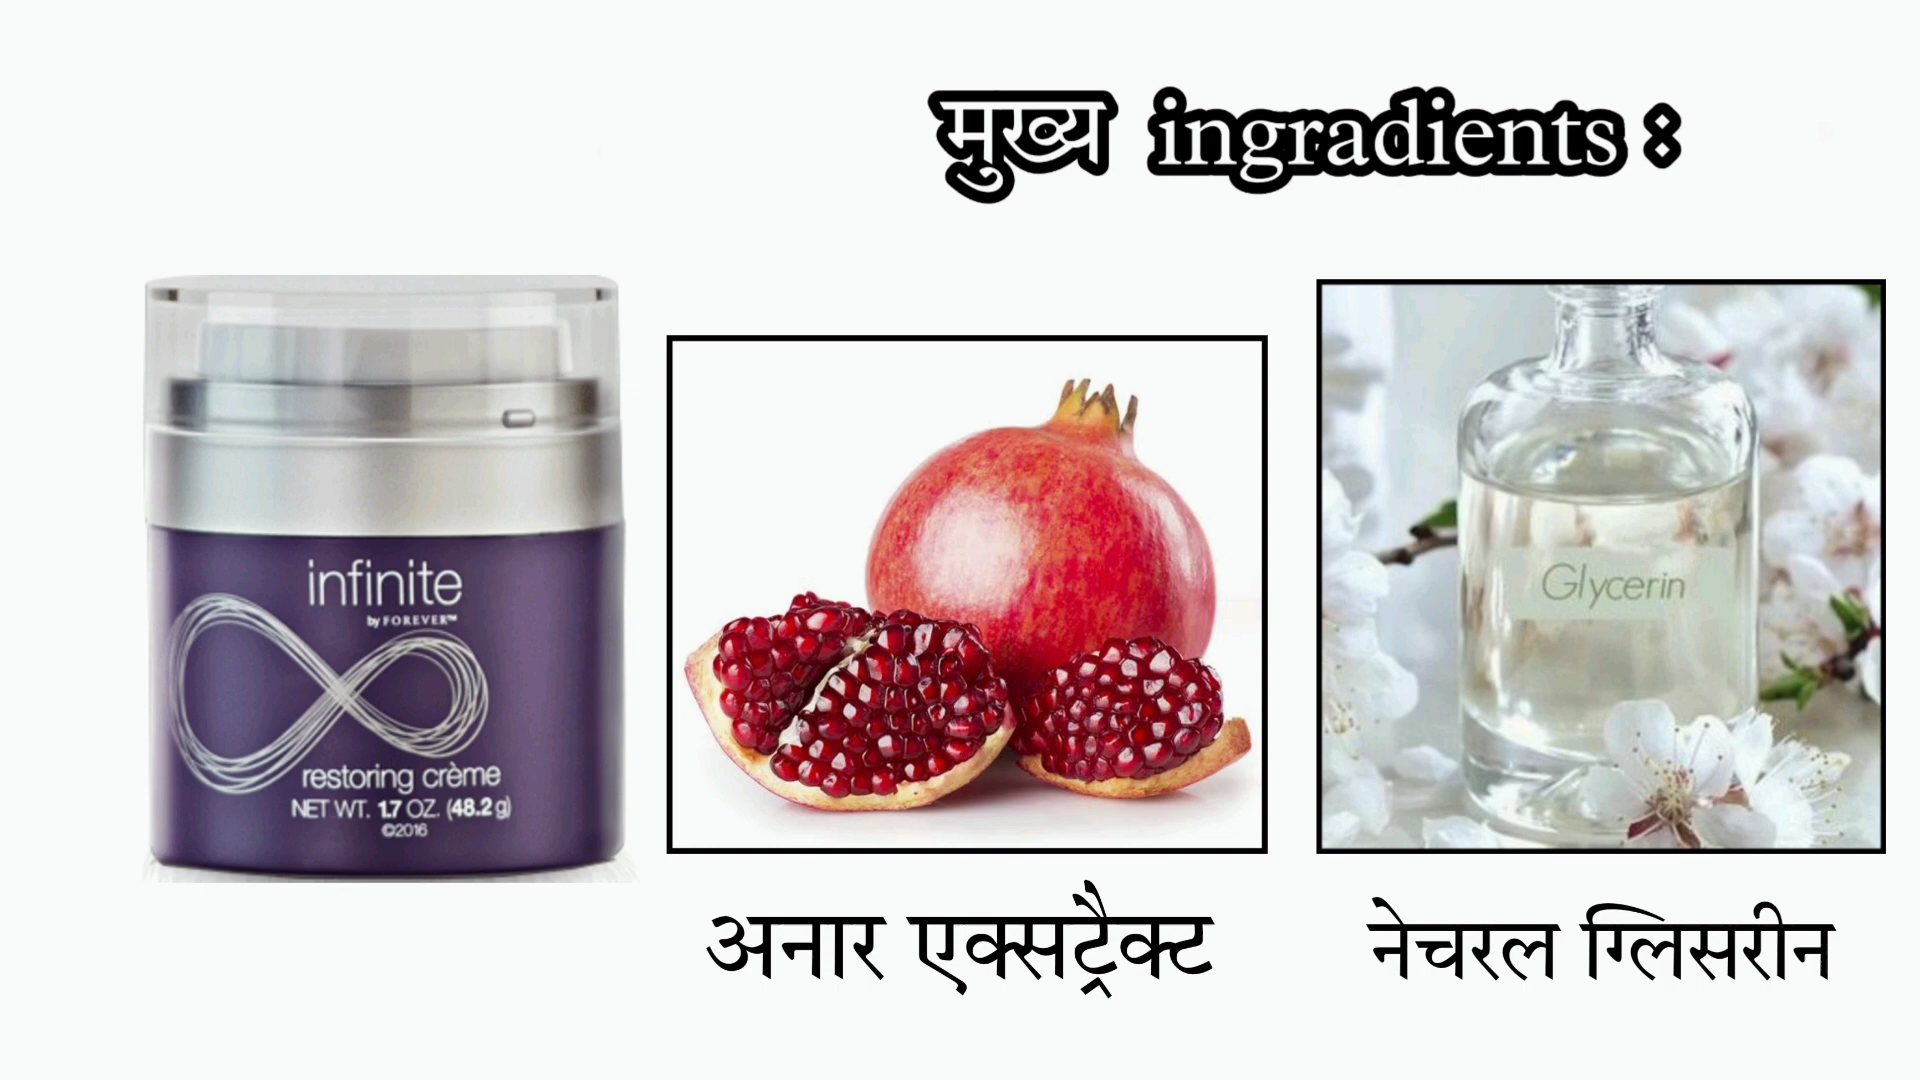 मुख्य ingradients :
infinite
by FOREVER™
restoring crème
NET WT. 1.7 OZ. (48.2 g)
©2016
Glycerin
अनार एक्सट्रैक्ट
नेचरल ग्लिसरीन